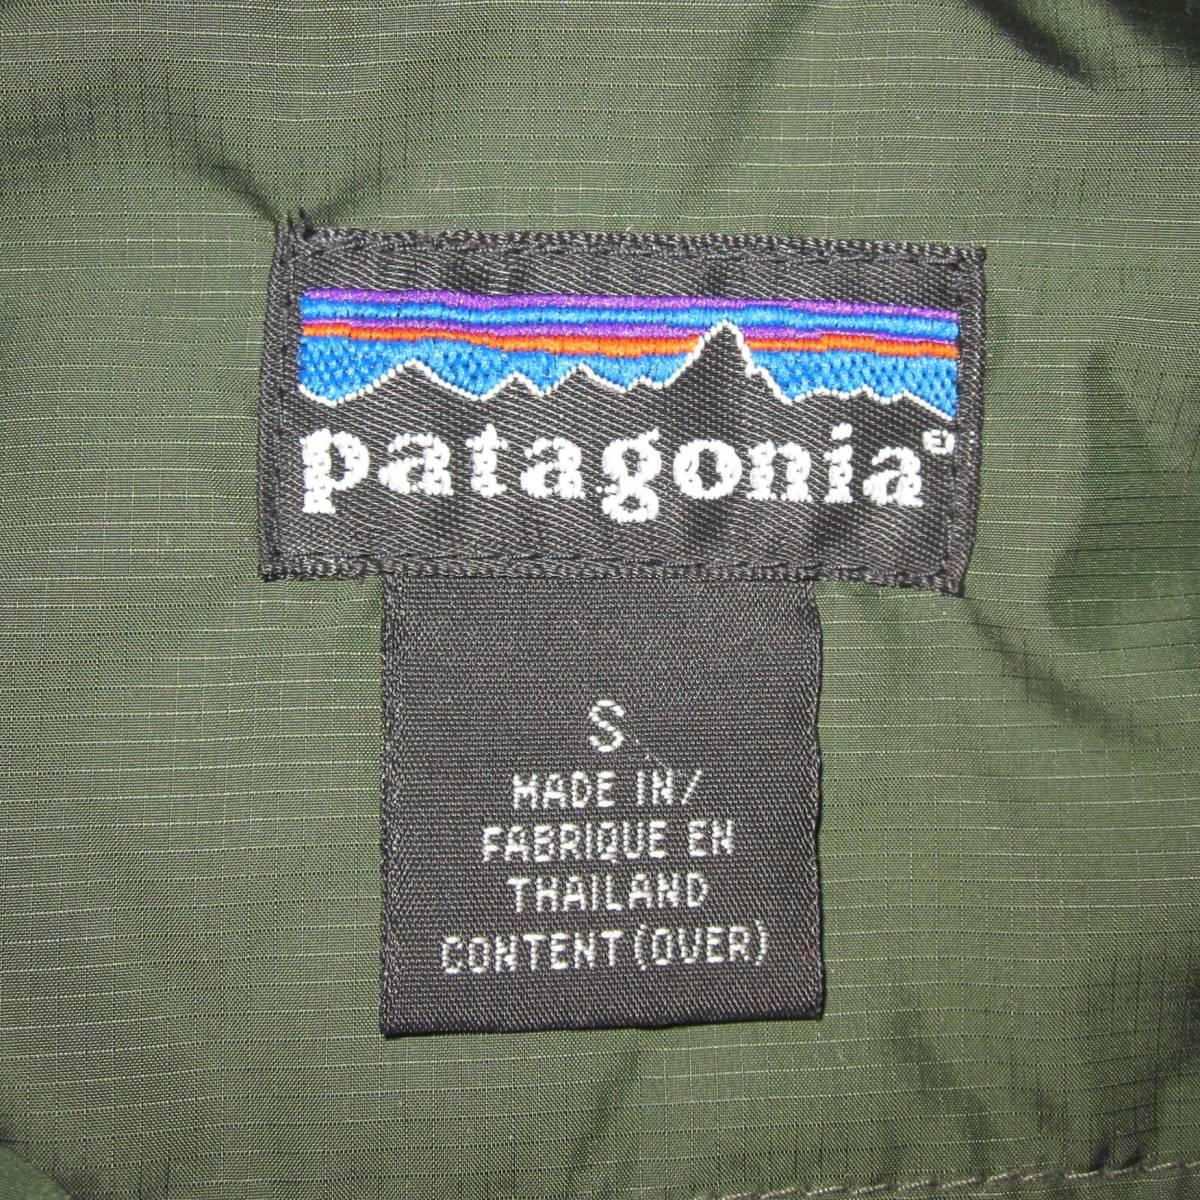 patagonia®
S
MADE IN/
FABRIQUE EN
THAILAND
CONTENT (OVER)